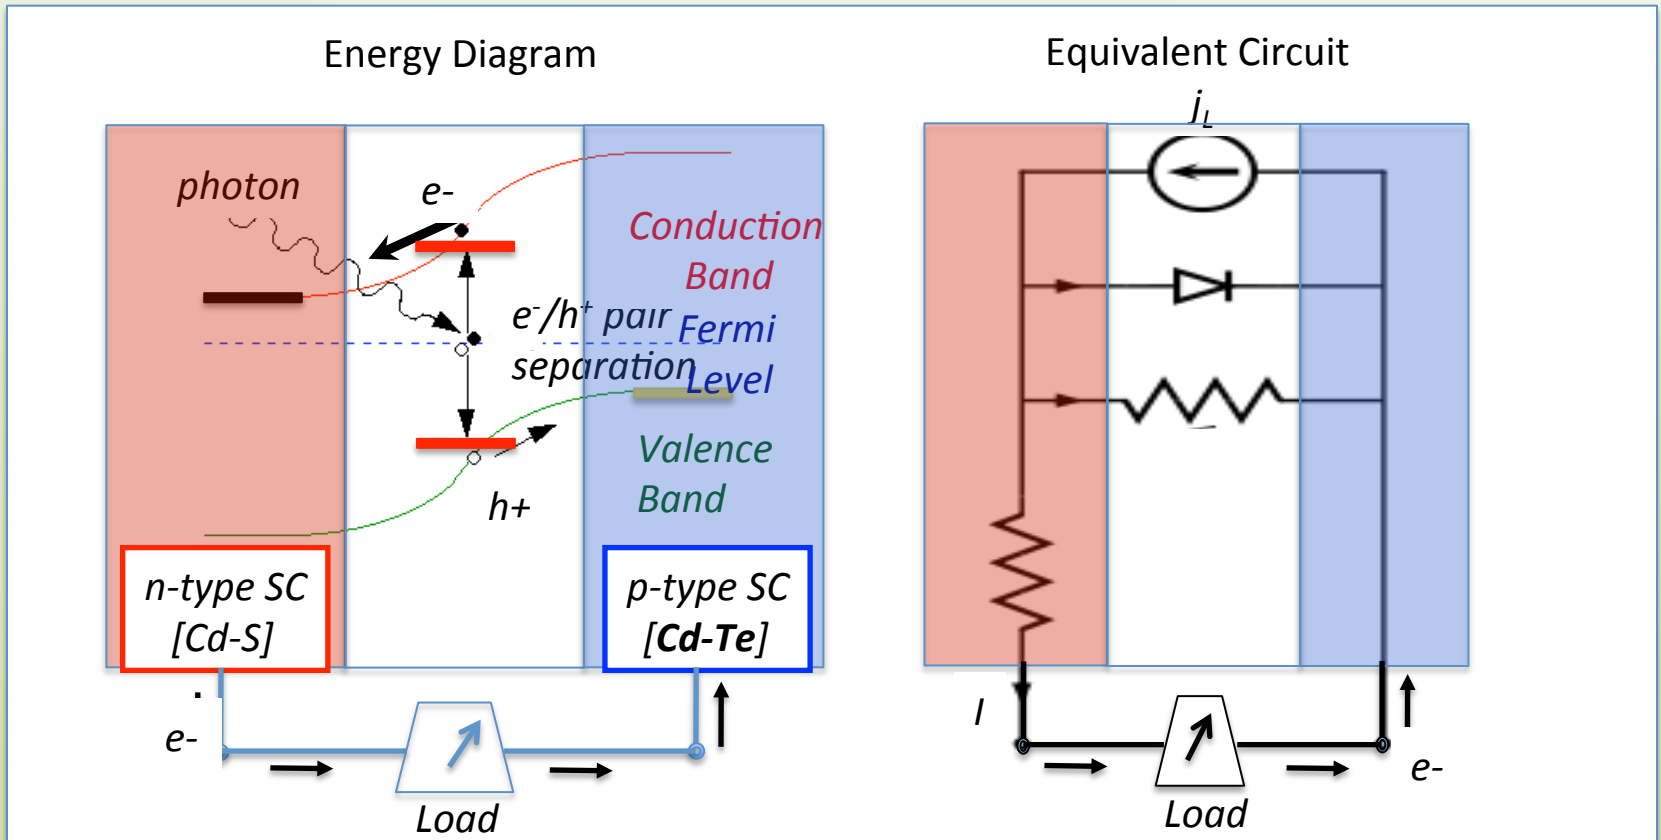 Energy Diagram
photon
e-
Conduction
Band
e⁻/h⁺ pair
separation
Fermi
Level
Valence
Band
h+
n-type SC
[Cd-S]
p-type SC
[Cd-Te]
e-
Load
Equivalent Circuit
jL
I
Load
e-